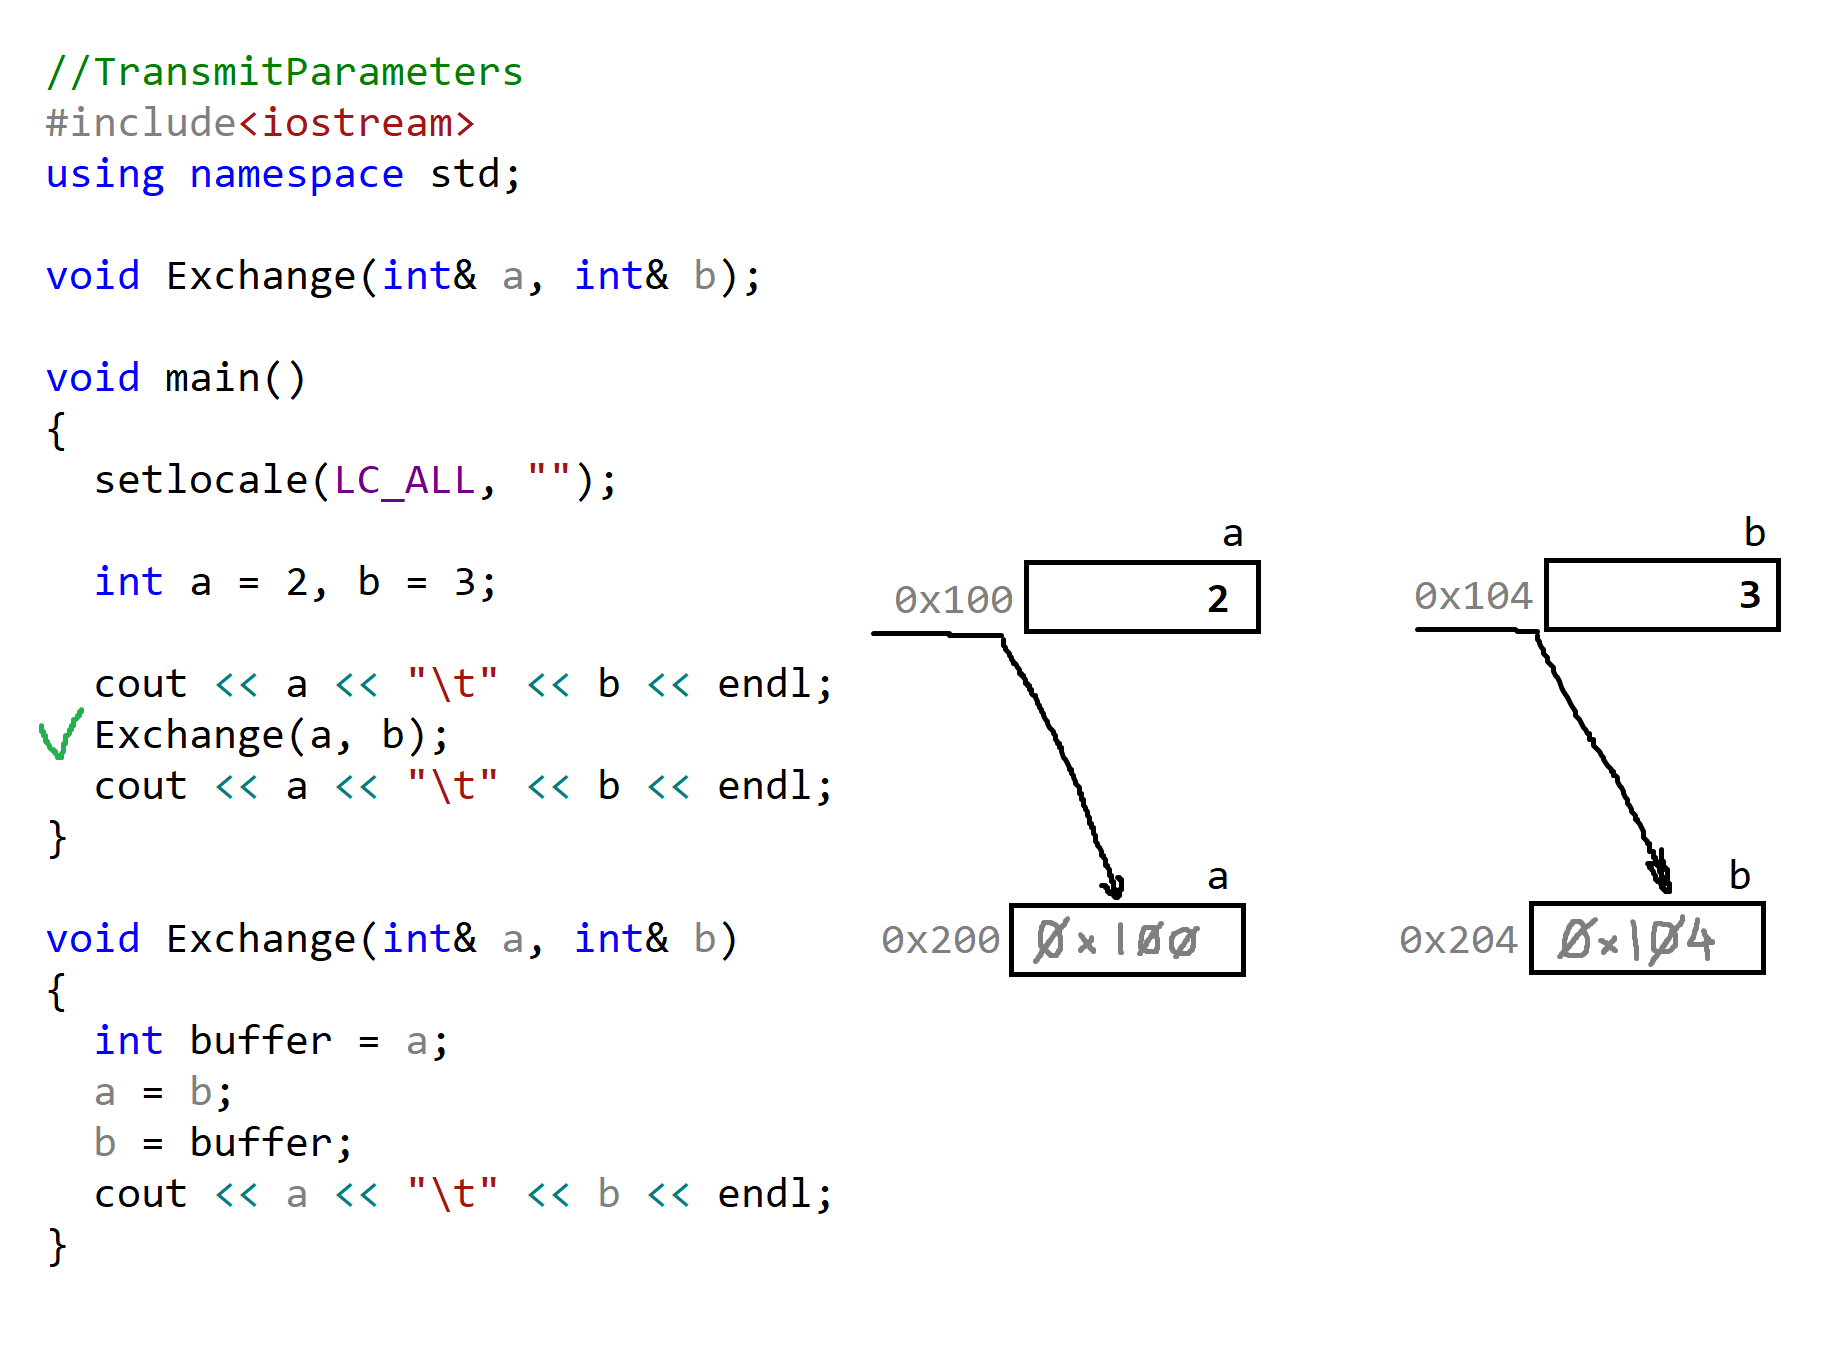 //TransmitParameters
#include<iostream>
using namespace std;
void Exchange(int& a, int& b);
void main()
{
setlocale(LC_ALL, "");
int a = 2, b = 3;
cout << a << "\t" << b << endl;
Exchange(a, b);
cout << a << "\t" << b << endl;
}
void Exchange(int& a, int& b)
{
int buffer = a;
a = b;
b = buffer;
cout << a << "\t" << b << endl;
}
a
0x100 2
b
0x104 3
a
0x200 0x100
b
0x204 0x104